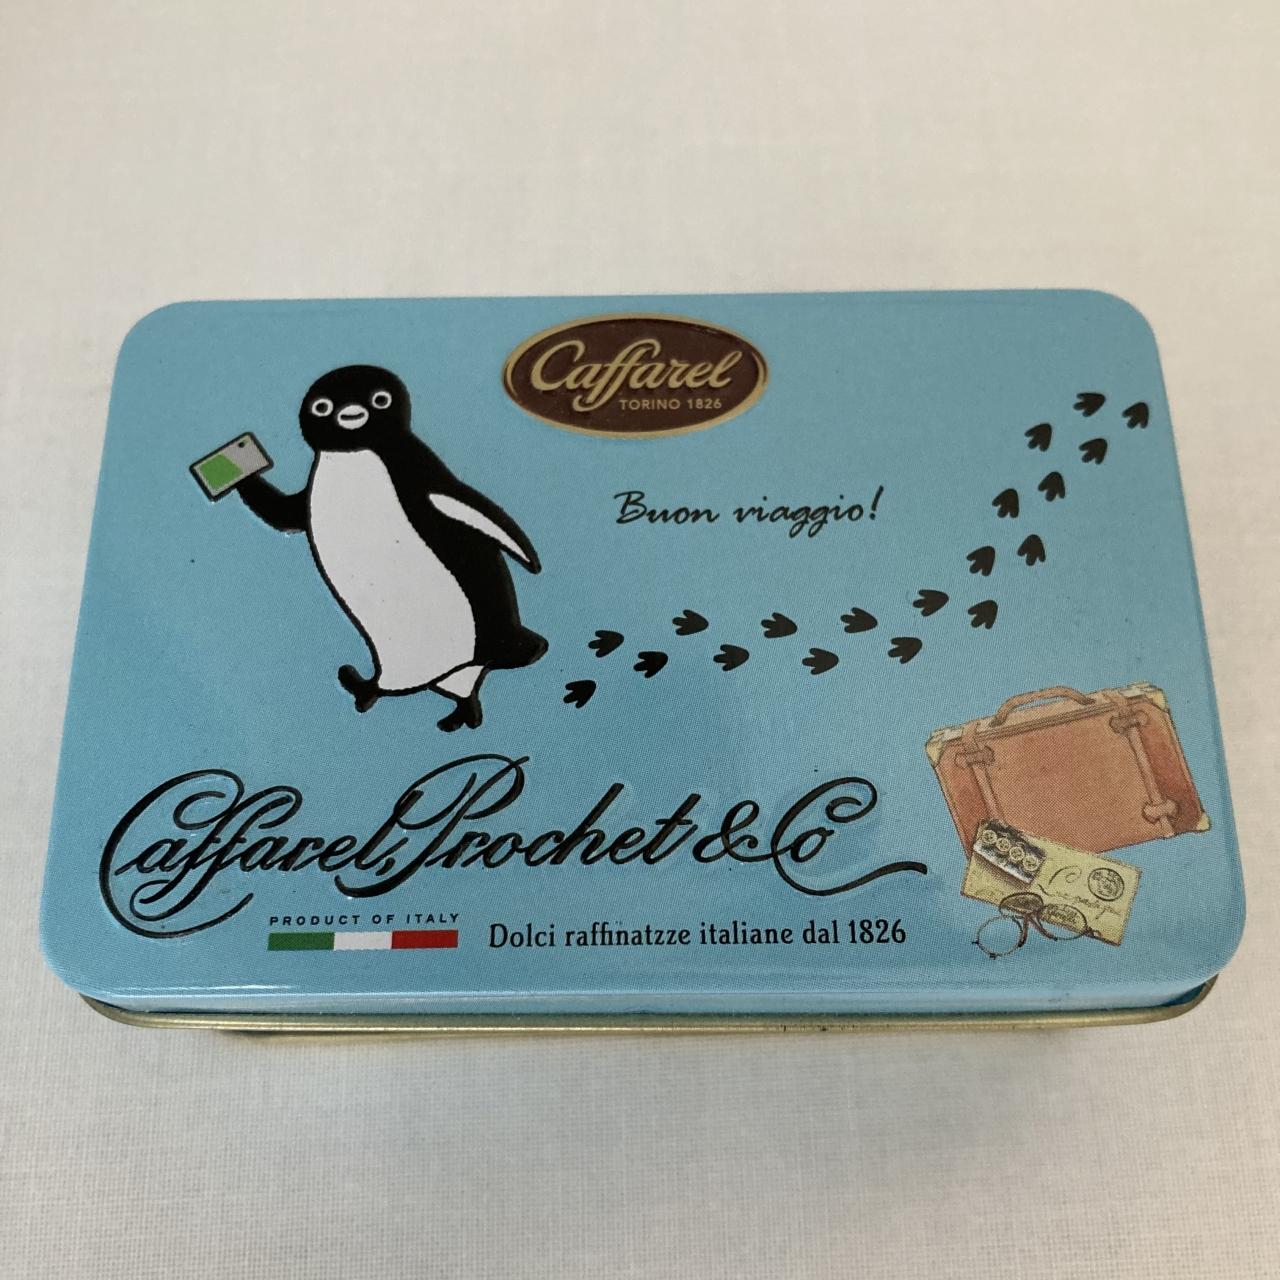 Caffarel
TORINO 1826
Buon viaggio!
Caffarel, Prochet & Co
PRODUCT OF ITALY
Dolci raffinatzze italiane dal 1826